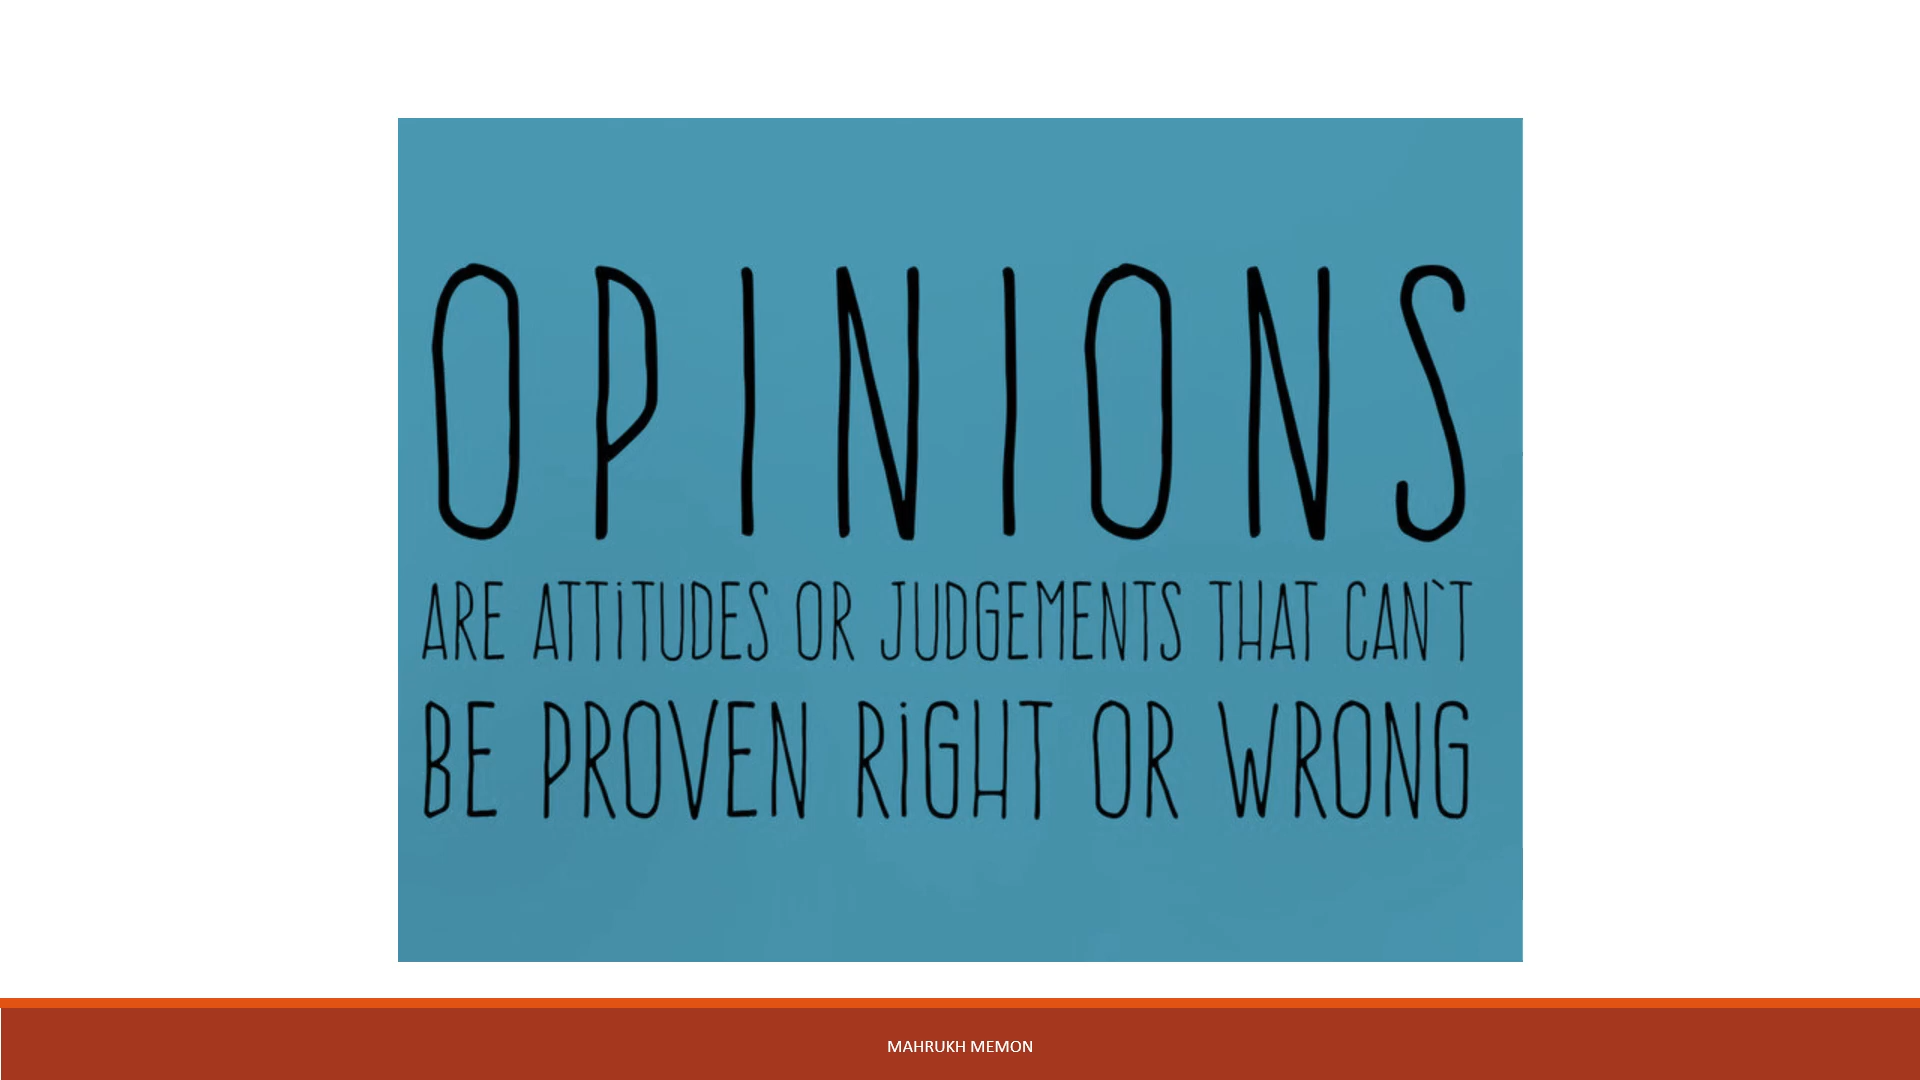 OPINIONS
ARE ATTiTUDES OR JUDGEMENTS THAT CAN`T
BE PROVEN RiGHT OR WRONG
MAHRUKH MEMON